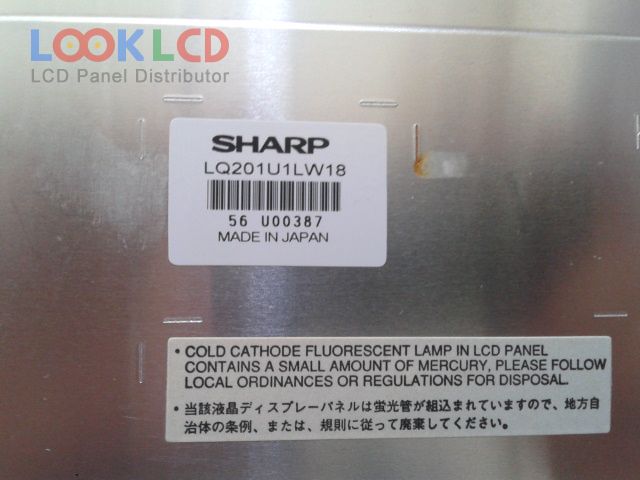 LOOKLCD
LCD Panel Distributor
SHARP
LQ201U1LW18
56 U00387
MADE IN JAPAN
• COLD CATHODE FLUORESCENT LAMP IN LCD PANEL
CONTAINS A SMALL AMOUNT OF MERCURY, PLEASE FOLLOW
LOCAL ORDINANCES OR REGULATIONS FOR DISPOSAL.
• 当該液晶ディスプレーパネルは蛍光管が組込まれていますので、地方自
治体の条例、または、規則に従って廃棄してください。